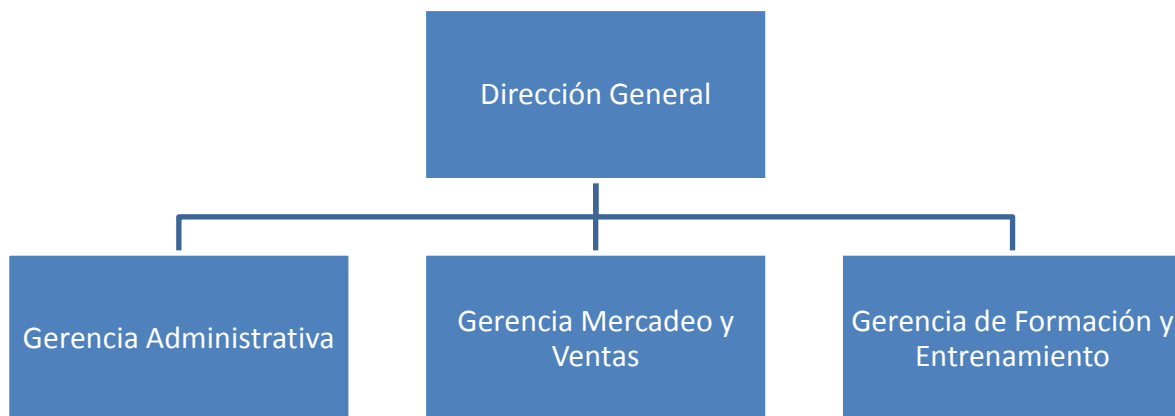 Dirección General
Gerencia Administrativa
Gerencia Mercadeo y
Ventas
Gerencia de Formación y
Entrenamiento